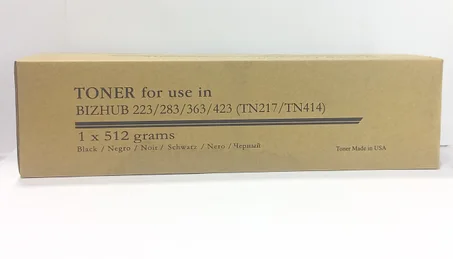 TONER for use in
BIZHUB 223/283/363/423 (TN217/TN414)
1 x 512 grams
Black / Negro / Noir / Schwarz / Nero / Черный
Toner Made in USA